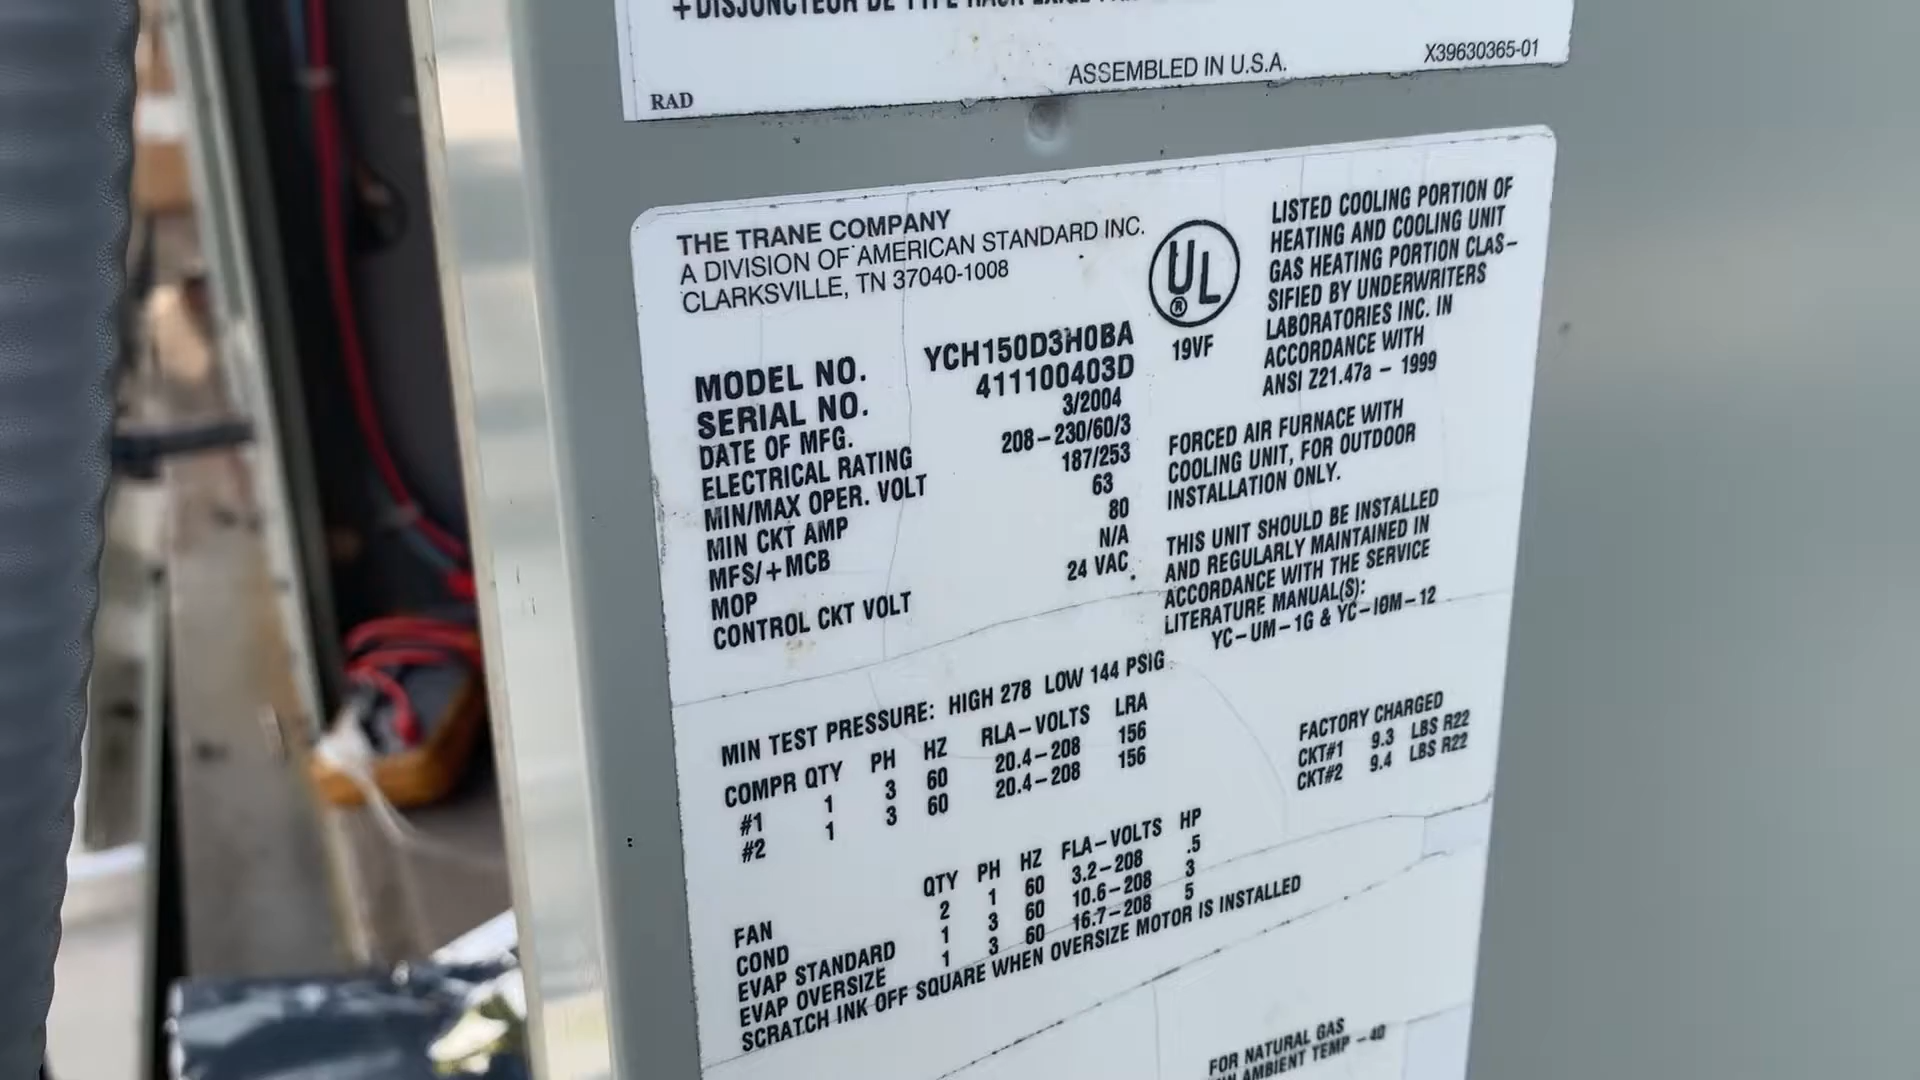 +DISJONCTEUR DE TYPE HACR
ASSEMBLED IN U.S.A.
X39630365-01
RAD
THE TRANE COMPANY
A DIVISION OF AMERICAN STANDARD INC.
CLARKSVILLE, TN 37040-1008
MODEL NO. YCH150D3H0BA
SERIAL NO. 411100403D
DATE OF MFG. 3/2004
ELECTRICAL RATING 208-230/60/3
MIN/MAX OPER. VOLT 187/253
MIN CKT AMP 63
MFS/+MCB 80
MOP N/A
CONTROL CKT VOLT 24 VAC
UL
®
19VF
LISTED COOLING PORTION OF
HEATING AND COOLING UNIT
GAS HEATING PORTION CLAS-
SIFIED BY UNDERWRITERS
LABORATORIES INC. IN
ACCORDANCE WITH
ANSI Z21.47a - 1999
FORCED AIR FURNACE WITH
COOLING UNIT, FOR OUTDOOR
INSTALLATION ONLY.
THIS UNIT SHOULD BE INSTALLED
AND REGULARLY MAINTAINED IN
ACCORDANCE WITH THE SERVICE
LITERATURE MANUAL(S):
YC-UM-1G & YC-IOM-12
MIN TEST PRESSURE: HIGH 278 LOW 144 PSIG
COMPR QTY PH HZ RLA-VOLTS LRA
#1 1 3 60 20.4-208 156
#2 1 3 60 20.4-208 156
FACTORY CHARGED
CKT#1 9.3 LBS R22
CKT#2 9.4 LBS R22
QTY PH HZ FLA-VOLTS HP
FAN
COND 2 1 60 3.2-208 .5
EVAP STANDARD 1 3 60 10.6-208 3
EVAP OVERSIZE 1 3 60 16.7-208 5
SCRATCH INK OFF SQUARE WHEN OVERSIZE MOTOR IS INSTALLED
FOR NATURAL GAS
AMBIENT TEMP -40